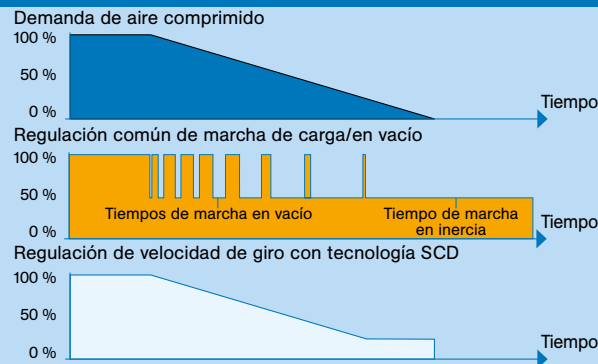 Demanda de aire comprimido
100 %
50 %
0 %
Tiempo
Regulación común de marcha de carga/en vacío
100 %
50 %
Tiempos de marcha en vacío
Tiempo de marcha
en inercia
0 %
Tiempo
Regulación de velocidad de giro con tecnología SCD
100 %
50 %
0 %
Tiempo